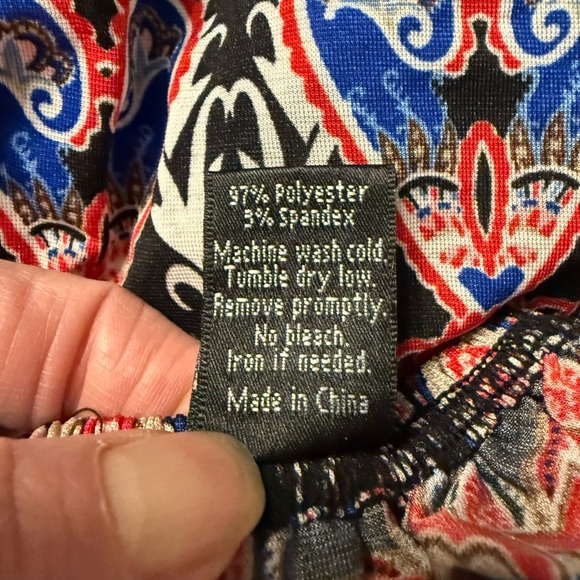 97% Polyester
3% Spandex
Machine wash cold.
Tumble dry low.
Remove promptly.
No bleach.
Iron if needed.
Made in China